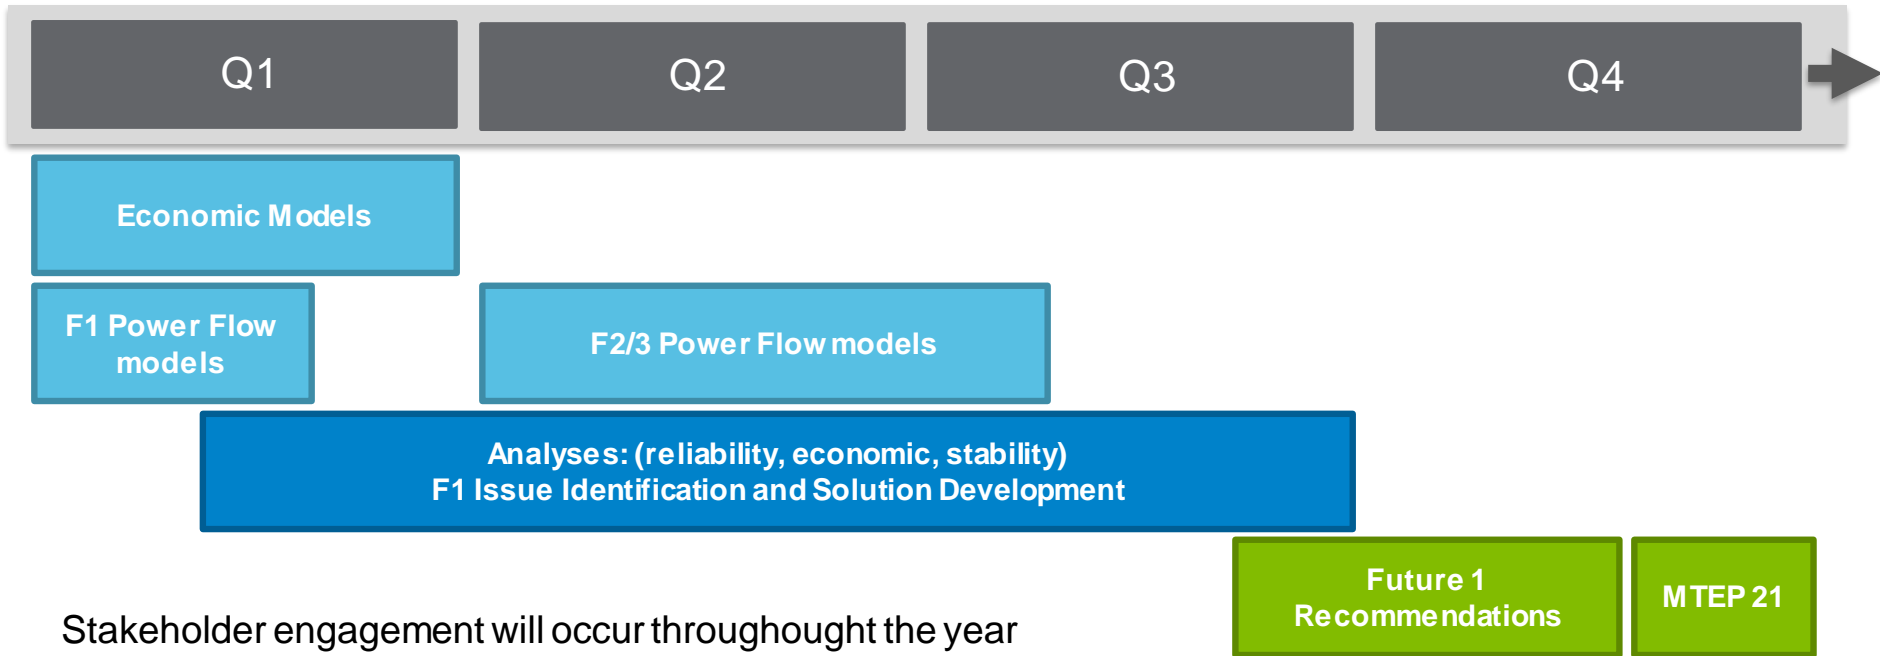 Q1
Q2
Q3
Q4
Economic Models
F1 Power Flow
models
F2/3 Power Flow models
Analyses: (reliability, economic, stability)
F1 Issue Identification and Solution Development
Future 1
Recommendations
MTEP 21
Stakeholder engagement will occur throughought the year